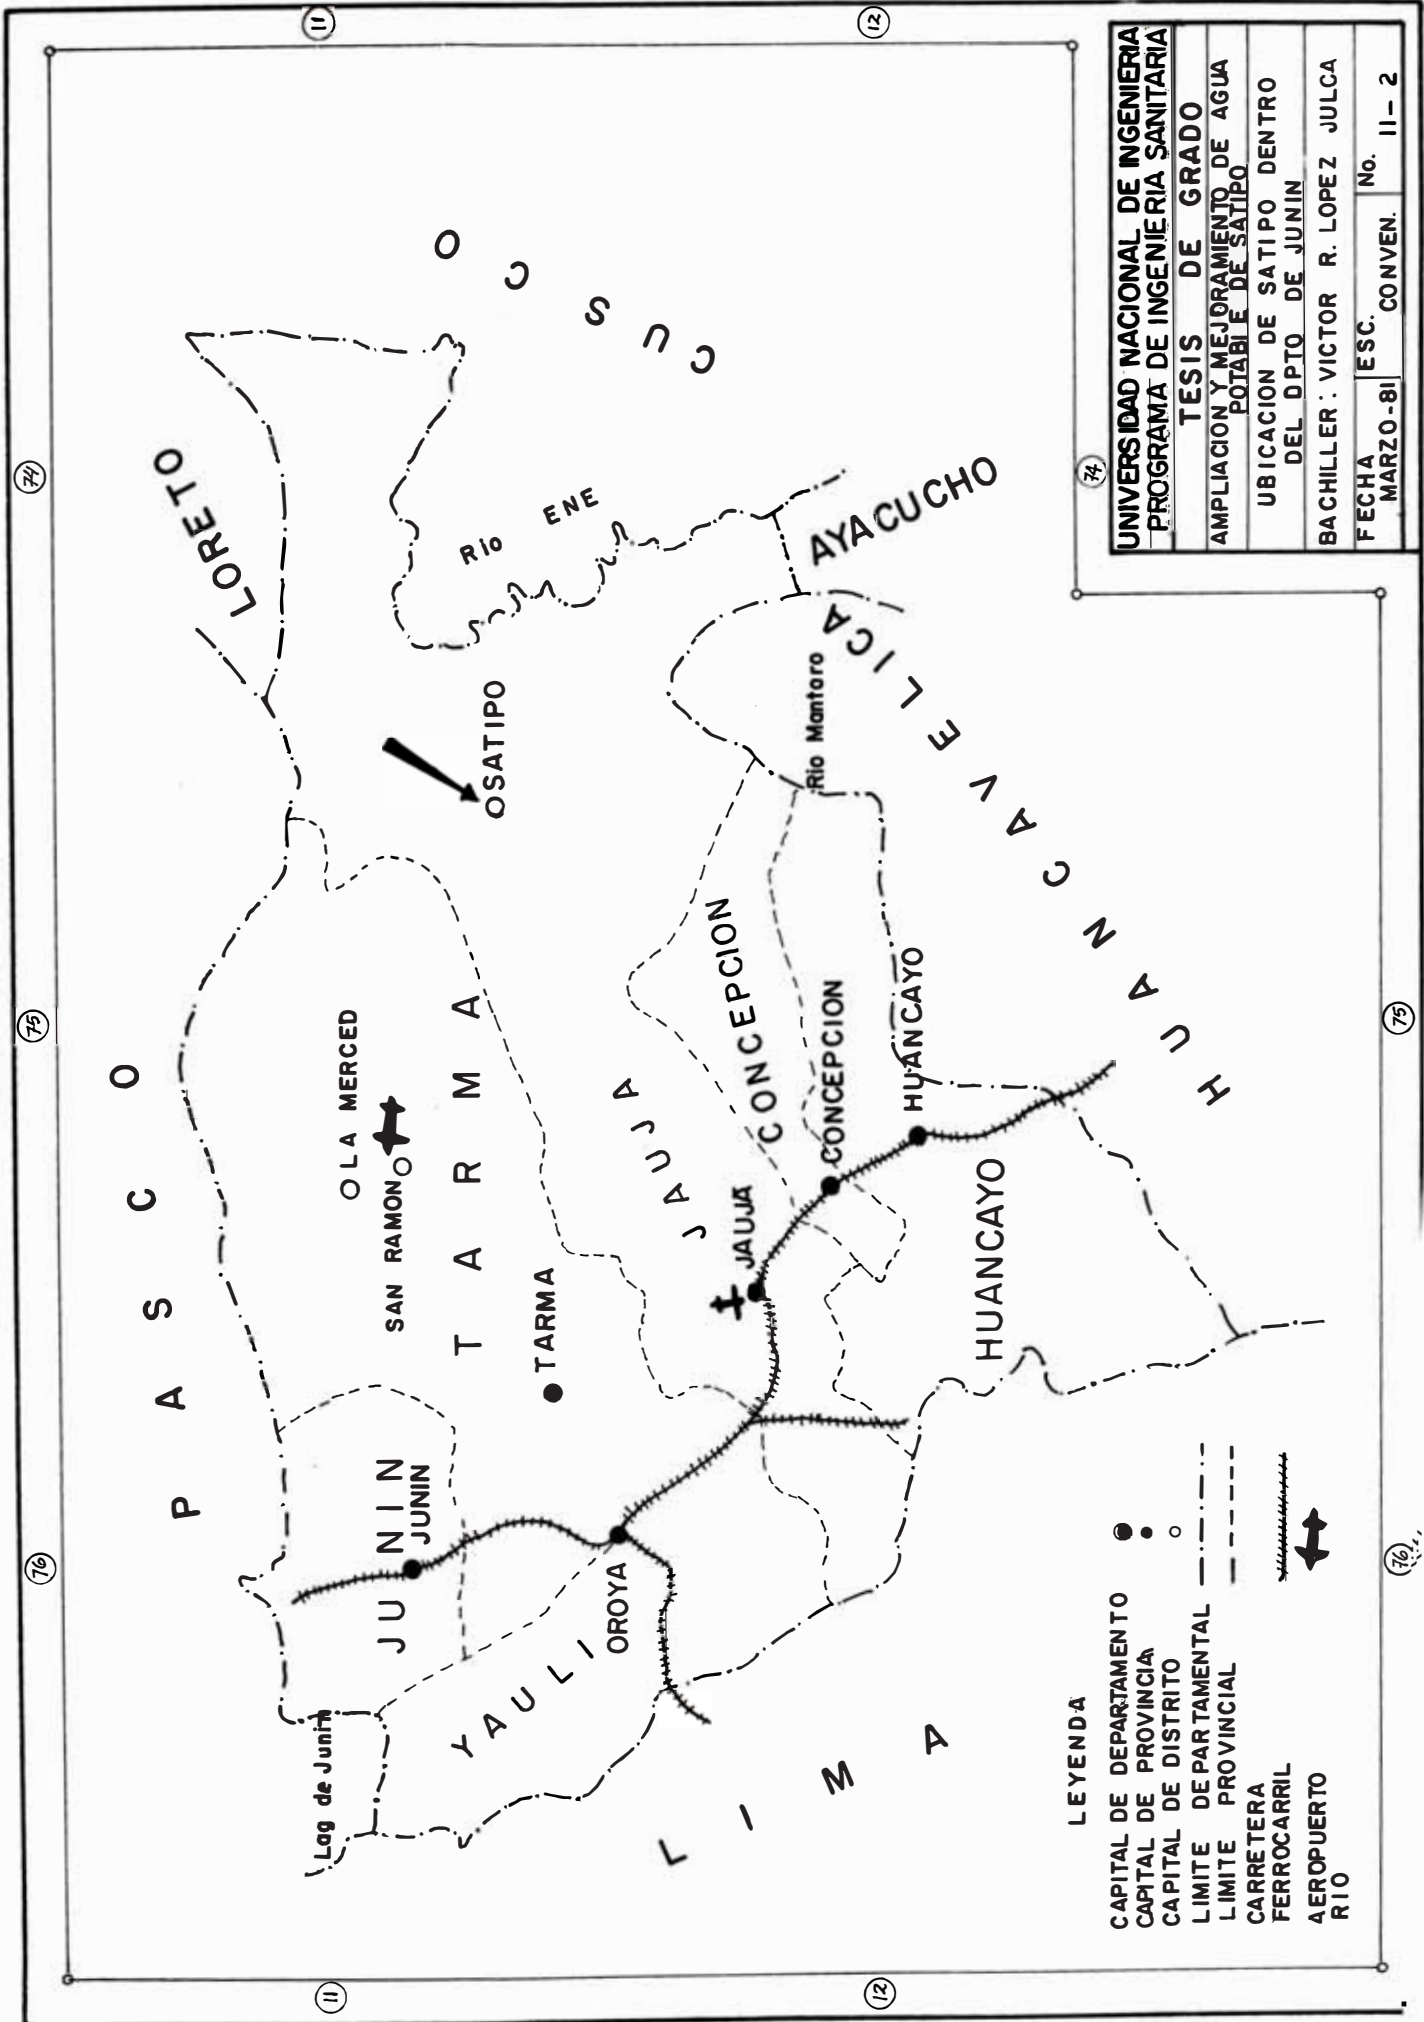 11
12
74
75
76
LORETO
PASCO
CUSCO
Rio ENE
AYACUCHO
HUANCAVELICA
Rio Mantaro
OSATIPO
LA MERCED
SAN RAMON
TARMA
TARMA
JAUJA
JAUJA
CONCEPCION
CONCEPCION
HUANCAYO
HUANCAYO
JUNIN
JUNIN
OROYA
YAULI
Lag de Junin
LIMA
74
75
76
11
12
LEYENDA
CAPITAL DE DEPARTAMENTO
CAPITAL DE PROVINCIA
CAPITAL DE DISTRITO
LIMITE DEPARTAMENTAL
LIMITE PROVINCIAL
CARRETERA
FERROCARRIL
AEROPUERTO
RIO
UNIVERSIDAD NACIONAL DE INGENIERIA
PROGRAMA DE INGENIERIA SANITARIA
TESIS DE GRADO
AMPLIACION Y MEJORAMIENTO DE AGUA
POTABLE DE SATIPO
UBICACION DE SATIPO DENTRO
DEL DPTO DE JUNIN
BACHILLER: VICTOR R. LOPEZ JULCA
FECHA
MARZO-81
ESC.
CONVEN.
No.
11-2